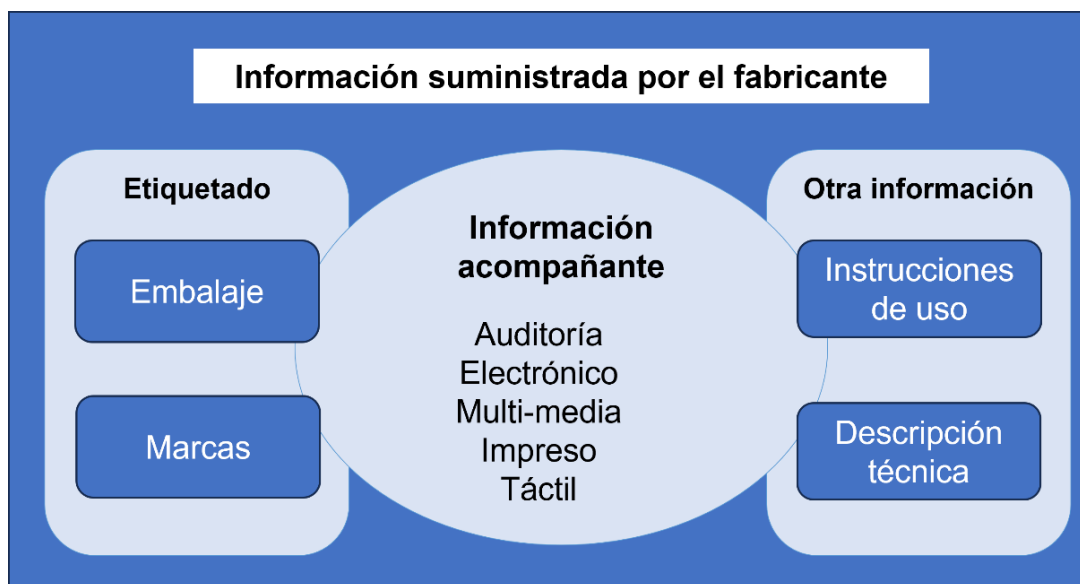 Información suministrada por el fabricante
Etiquetado
Embalaje
Marcas
Información
acompañante
Auditoría
Electrónico
Multi-media
Impreso
Táctil
Otra información
Instrucciones
de uso
Descripción
técnica